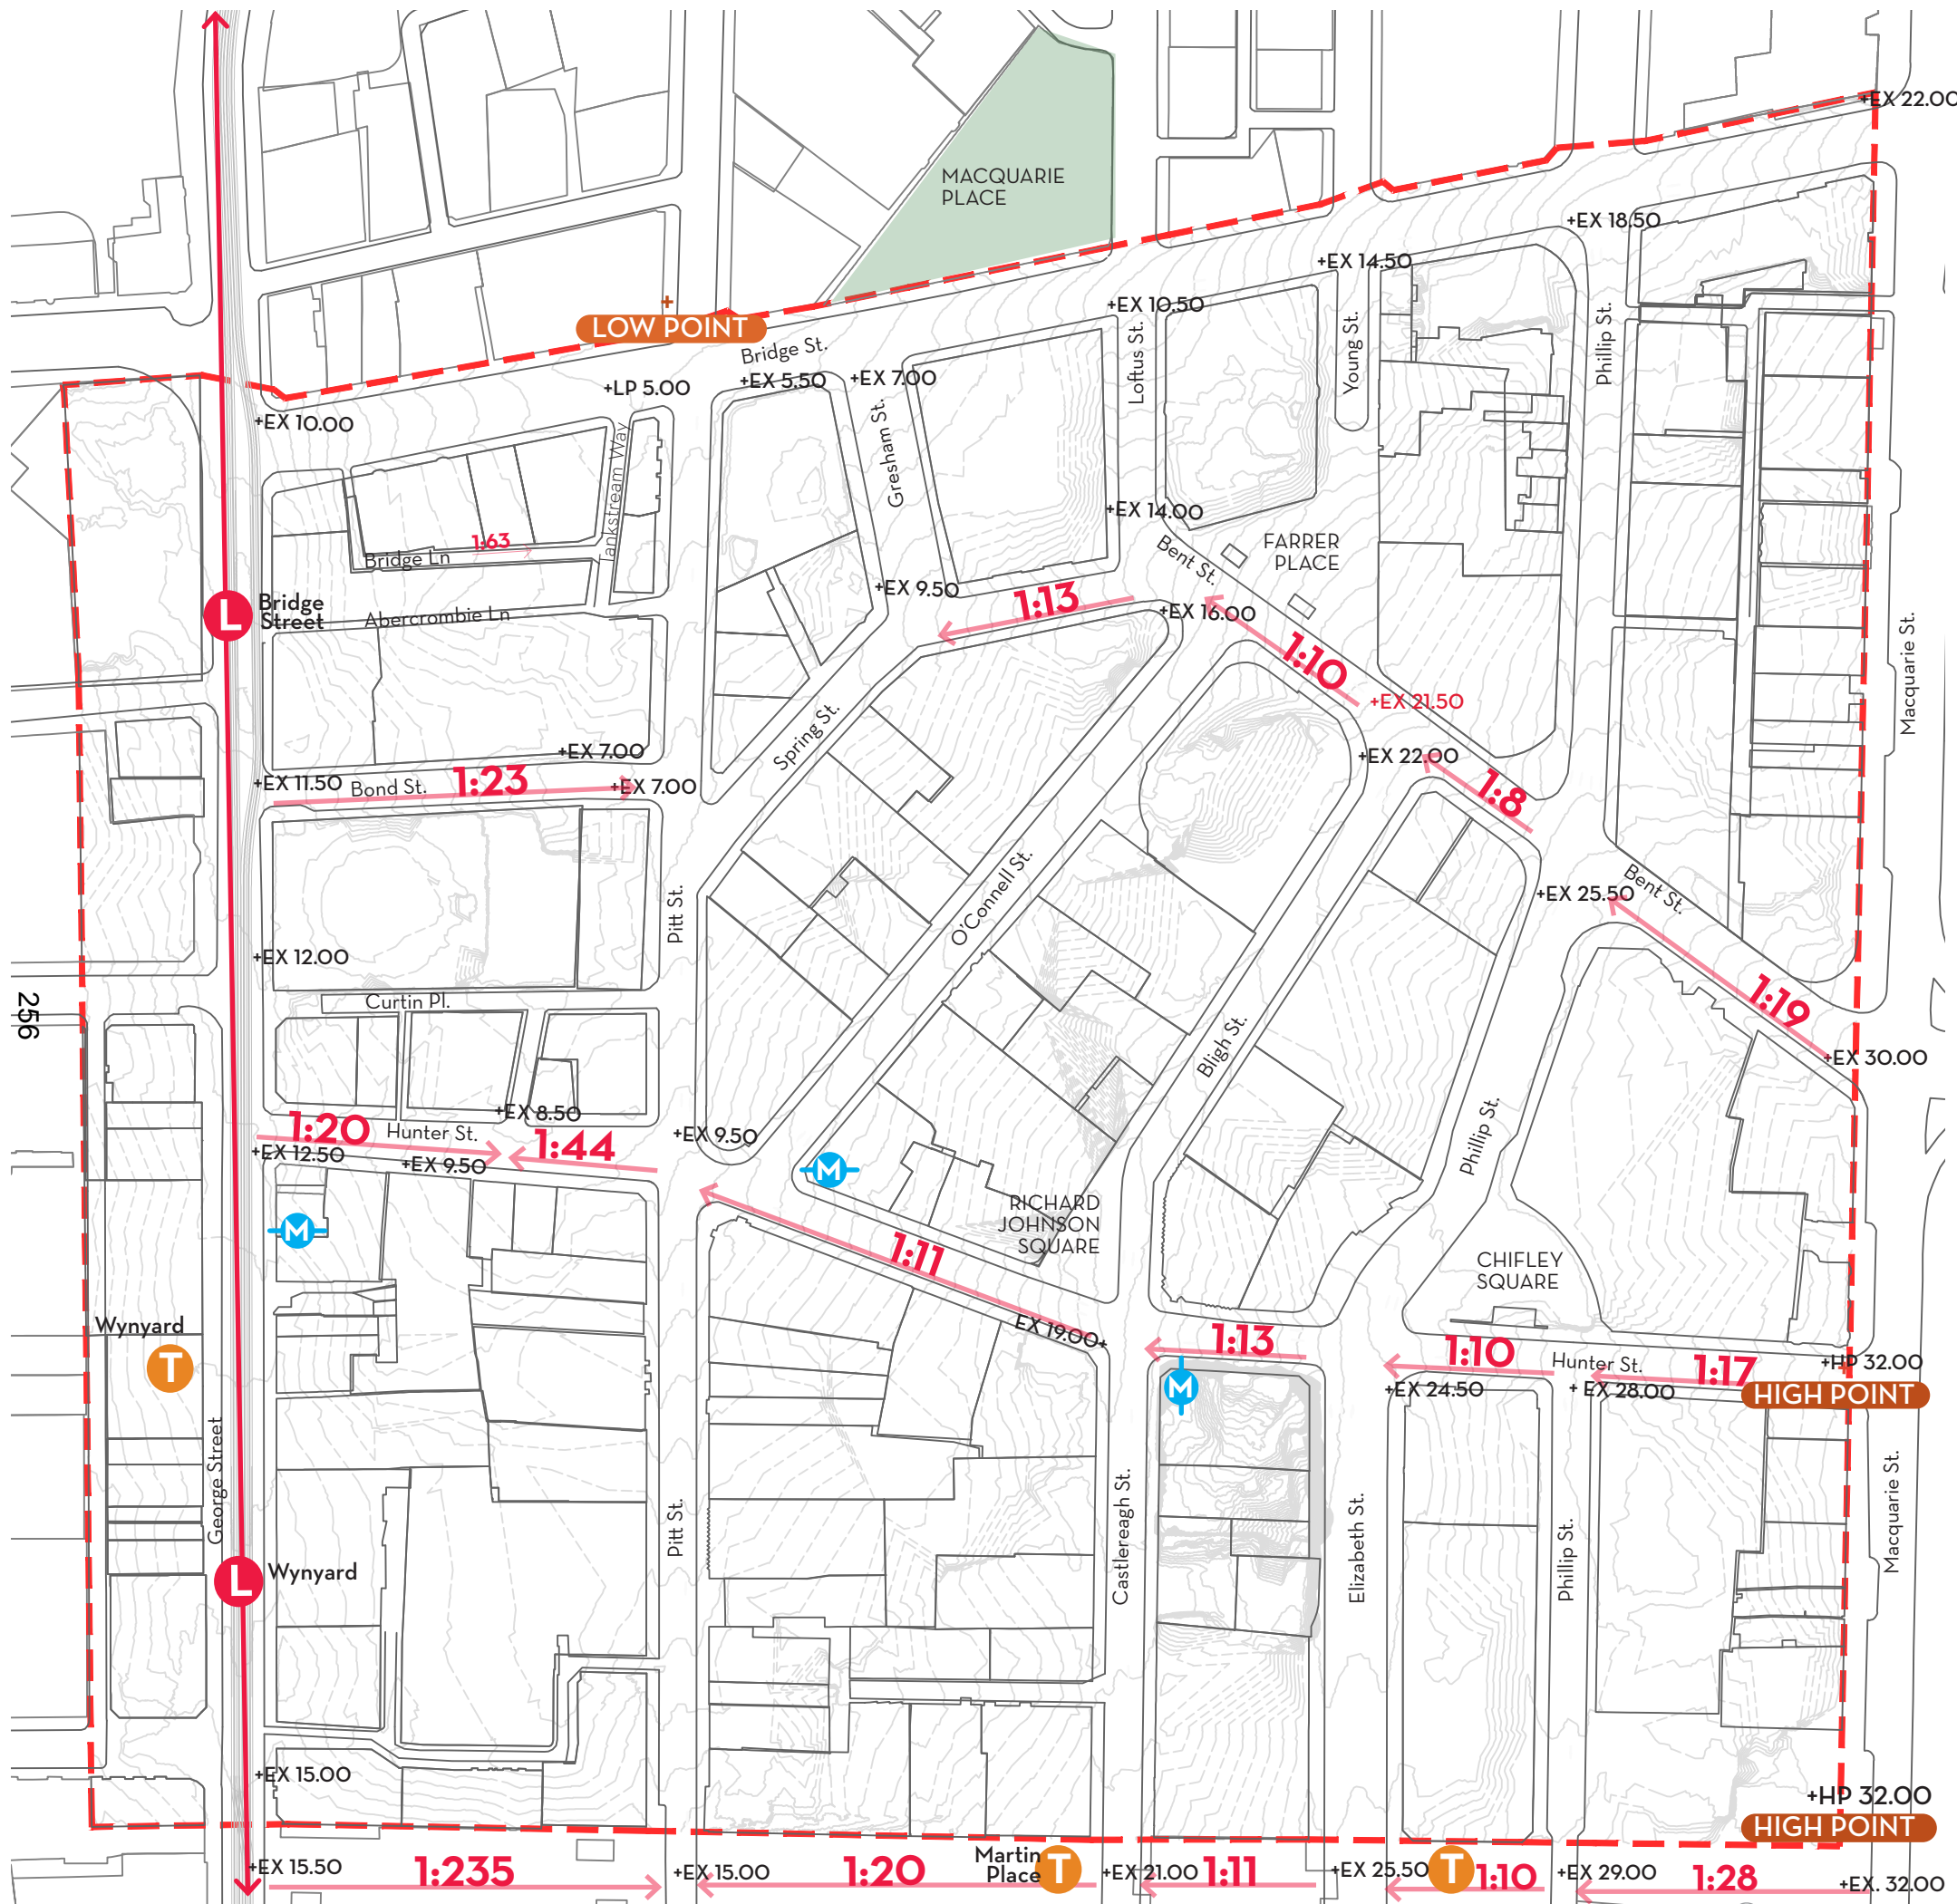 +EX 22.00
MACQUARIE
PLACE
+EX 18.50
+EX 14.50
+EX 10.50
LOW POINT
Bridge St.
+LP 5.00
+EX 5.50
+EX 7.00
+EX 10.00
Loftus St.
Young St.
Phillip St.
Gresham St.
Tankstream Way
+EX 14.00
1:63
Bridge Ln
Bent St.
FARRER
PLACE
+EX 9.50
1:13
+EX 16.00
L
Bridge
Street
Abercrombie Ln
1:10
+EX 21.50
Macquarie St.
Spring St.
+EX 7.00
+EX 22.00
+EX 11.50
Bond St.
1:23
+EX 7.00
1:8
Pitt St.
O'Connell St.
+EX 25.50
Bent St.
+EX 12.00
256
Curtin Pl.
1:19
+EX 30.00
Bligh St.
+EX 8.50
1:20
Hunter St.
1:44
+EX 9.50
Phillip St.
+EX 12.50
+EX 9.50
M
M
RICHARD
JOHNSON
SQUARE
1:11
CHIFLEY
SQUARE
Wynyard
T
EX 19.00+
1:13
1:10
Hunter St.
1:17
+HP 32.00
M
+EX 24.50
+ EX 28.00
HIGH POINT
George Street
Pitt St.
Castlereagh St.
Elizabeth St.
Phillip St.
Macquarie St.
L
Wynyard
+EX 15.00
+HP 32.00
HIGH POINT
+EX 15.50
1:235
+EX 15.00
1:20
Martin
Place
T
+EX 21.00
1:11
+EX 25.50
T
1:10
+EX 29.00
1:28
+EX. 32.00